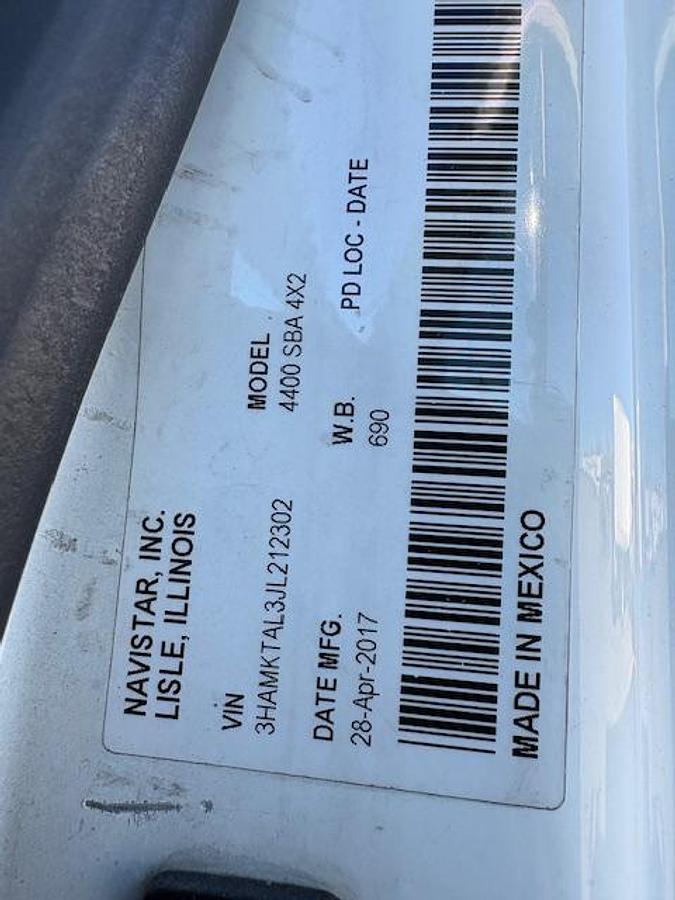 NAVISTAR, INC.
LISLE, ILLINOIS
VIN
3HAMKTAL3JL212302
MODEL
4400 SBA 4X2
DATE MFG.
28-Apr-2017
W.B.
690
PD LOC - DATE
MADE IN MEXICO